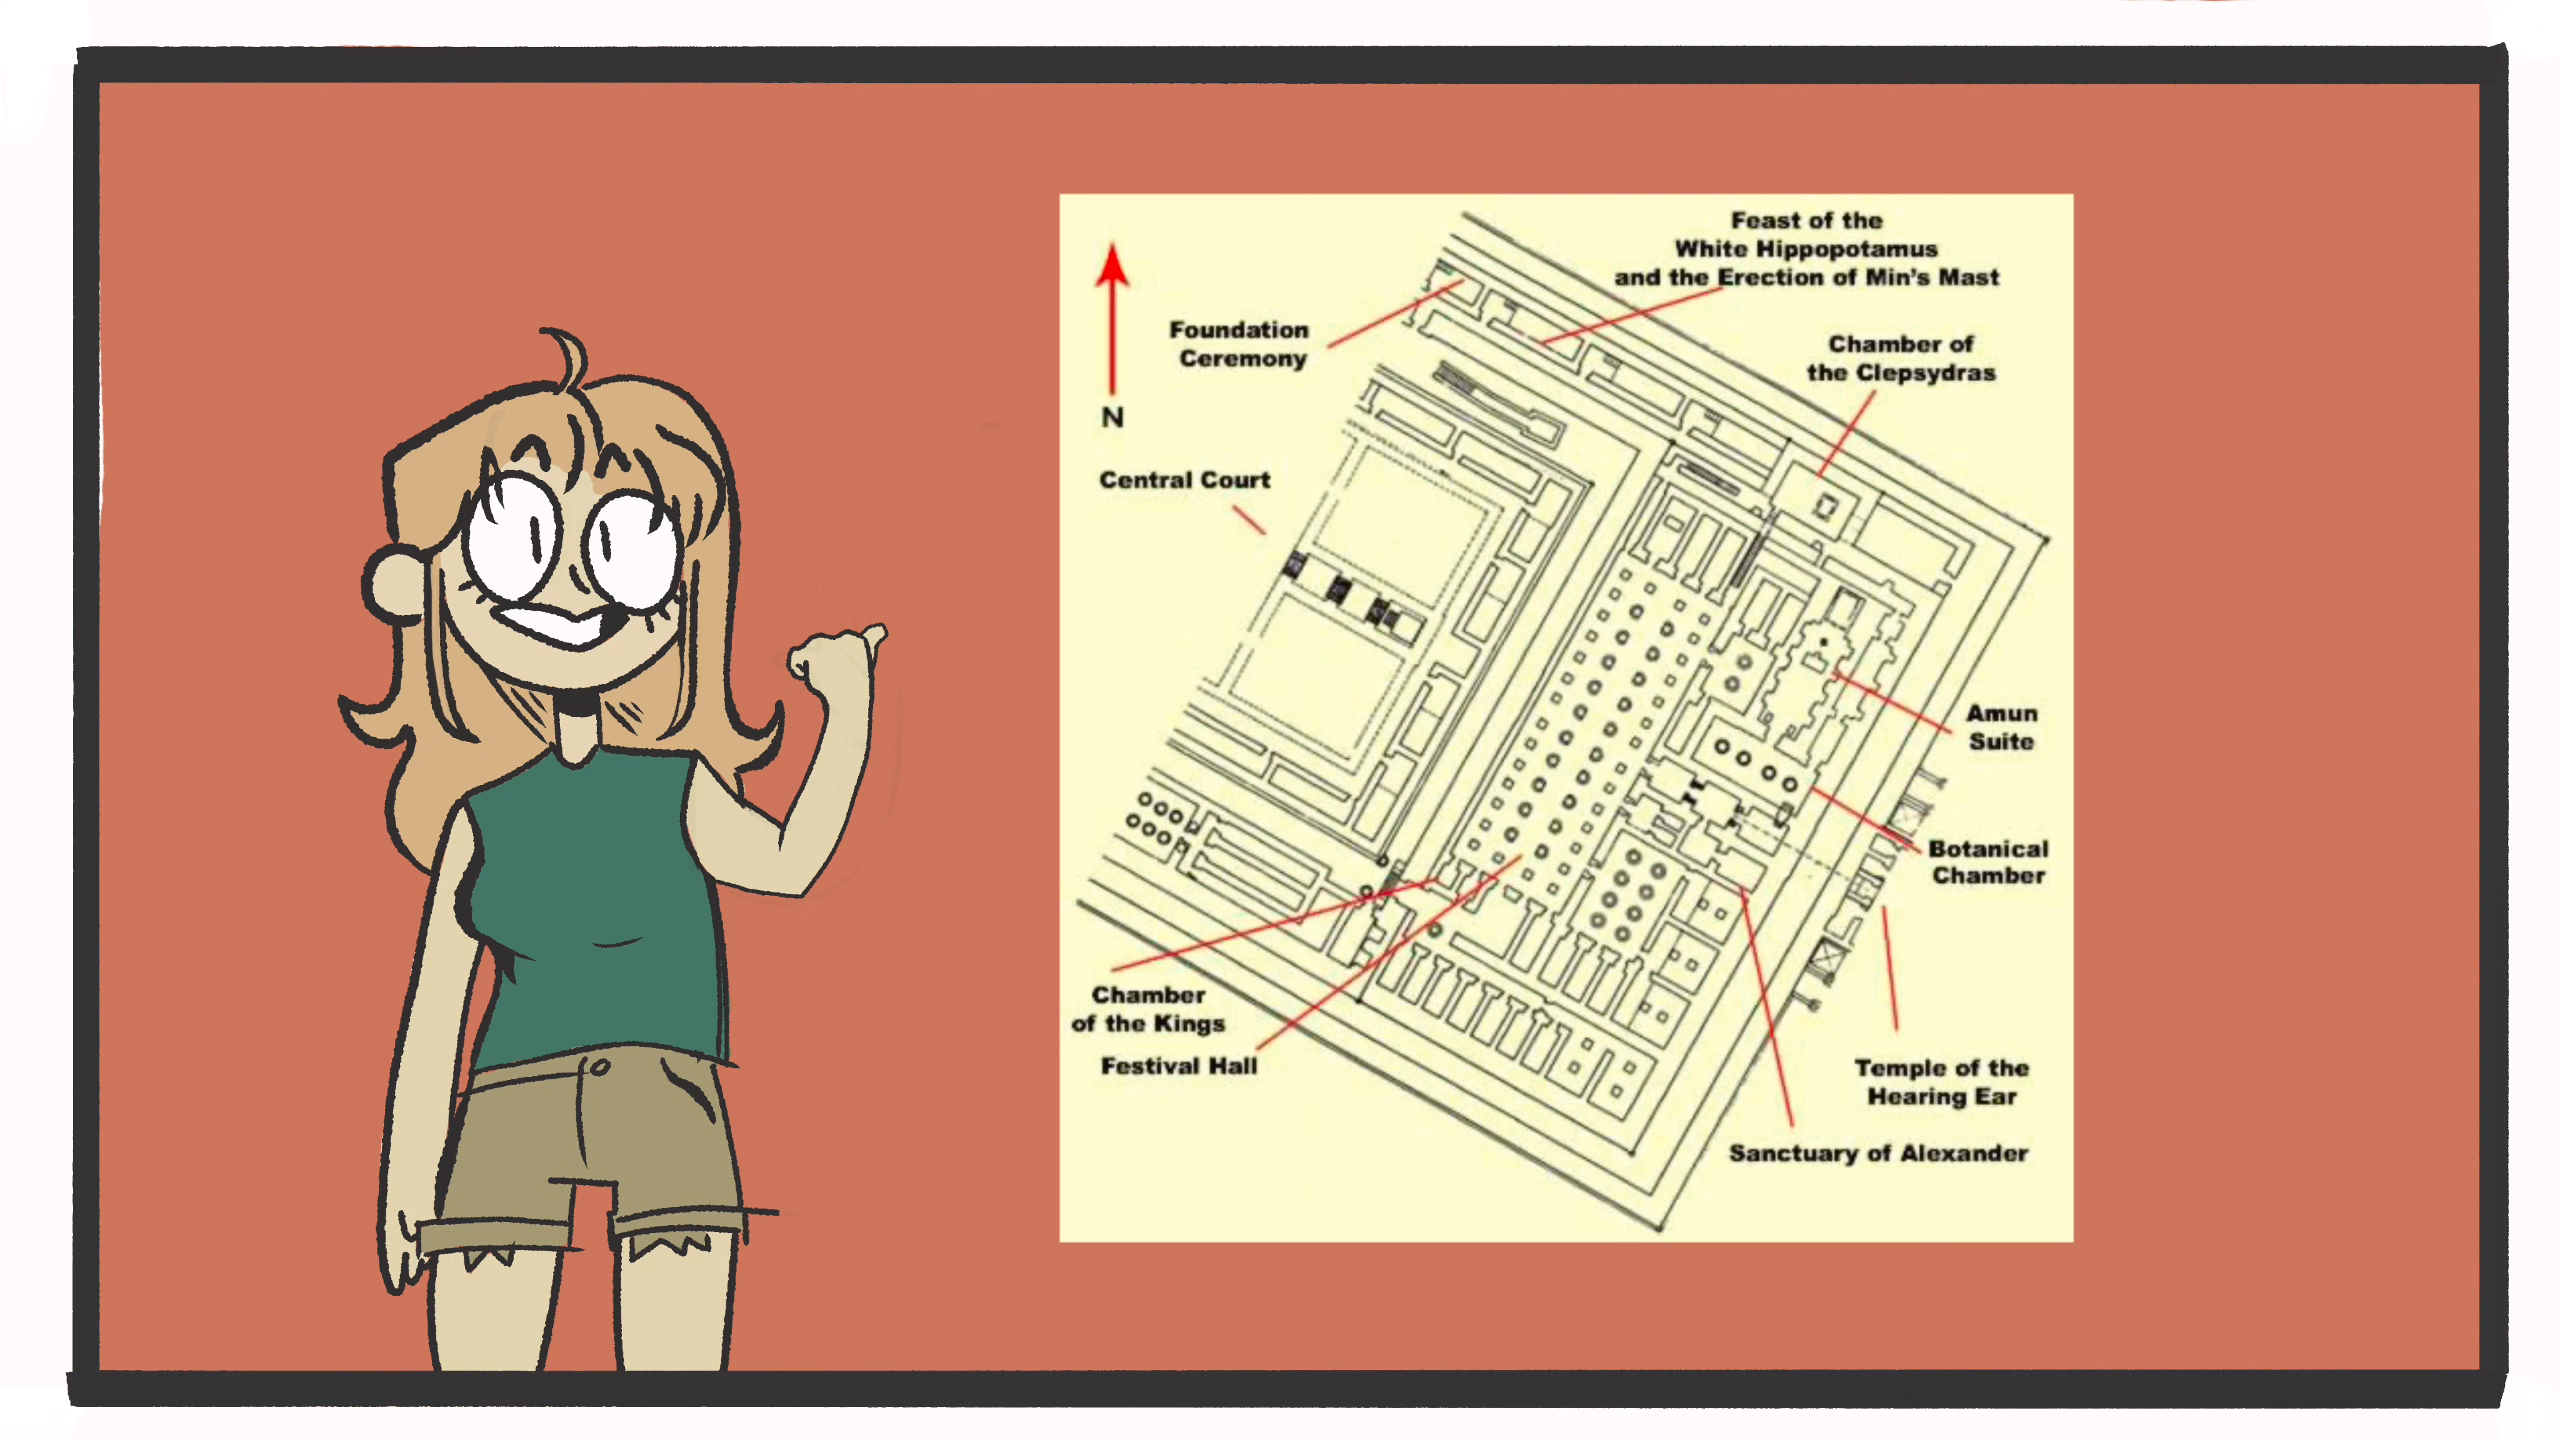 Feast of the
White Hippopotamus
and the Erection of Min's Mast
Foundation
Ceremony
Chamber of
the Clepsydras
N
Central Court
Amun
Suite
Botanical
Chamber
Chamber
of the Kings
Festival Hall
Temple of the
Hearing Ear
Sanctuary of Alexander